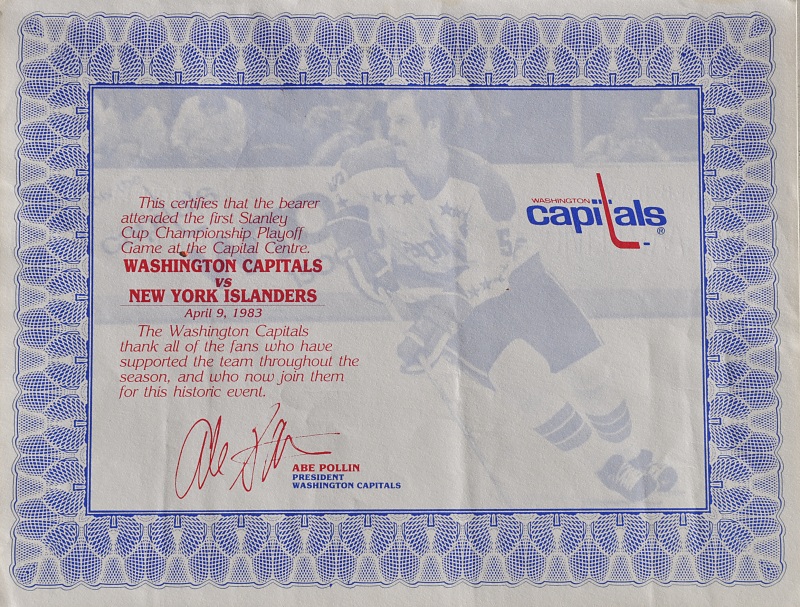 This certifies that the bearer
attended the first Stanley
Cup Championship Playoff
Game at the Capital Centre.
WASHINGTON CAPITALS
vs
NEW YORK ISLANDERS
April 9, 1983
The Washington Capitals
thank all of the fans who have
supported the team throughout the
season, and who now join them
for this historic event.
Abe Pollin
ABE POLLIN
PRESIDENT
WASHINGTON CAPITALS
WASHINGTON
capitals
®